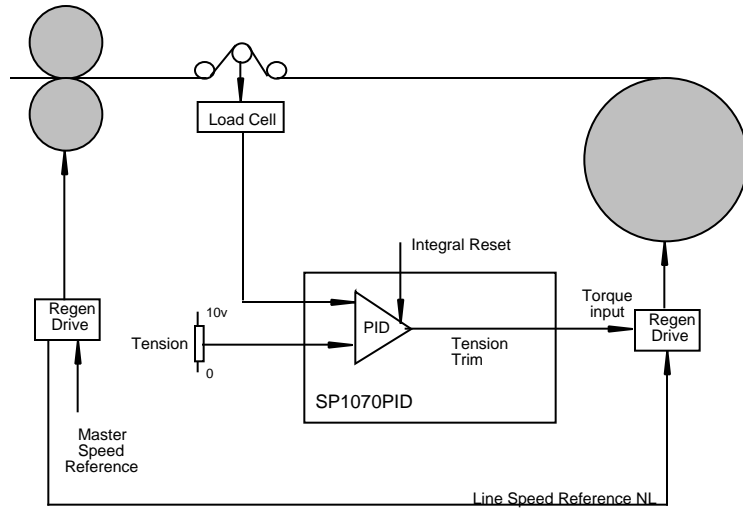 Load Cell
Integral Reset
10v
Regen
Drive
Tension
0
PID
Tension
Trim
Torque
input
Regen
Drive
SP1070PID
Master
Speed
Reference
Line Speed Reference NL